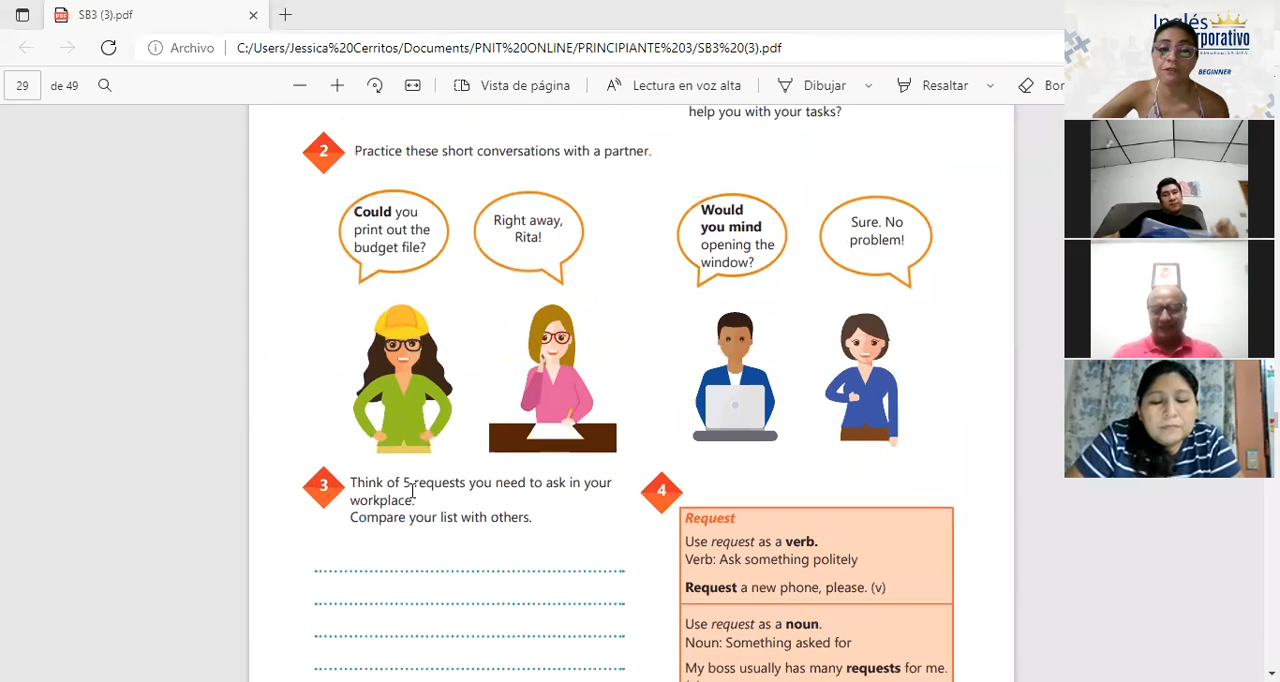 SB3 (3).pdf
Archivo
C:/Users/Jessica%20Cerritos/Documents/PNIT%20ONLINE/PRINCIPIANTE%203/SB3%20(3).pdf
29
de 49
Vista de página
Lectura en voz alta
Dibujar
Resaltar
Bor
help you with your tasks?
2
Practice these short conversations with a partner.
Could you
print out the
budget file?
Right away,
Rita!
Would
you mind
opening the
window?
Sure. No
problem!
3
Think of 5 requests you need to ask in your
workplace.
Compare your list with others.
4
Request
Use request as a verb.
Verb: Ask something politely
Request a new phone, please. (v)
Use request as a noun.
Noun: Something asked for
My boss usually has many requests for me.
Inglés
orporativo
BEGINNER